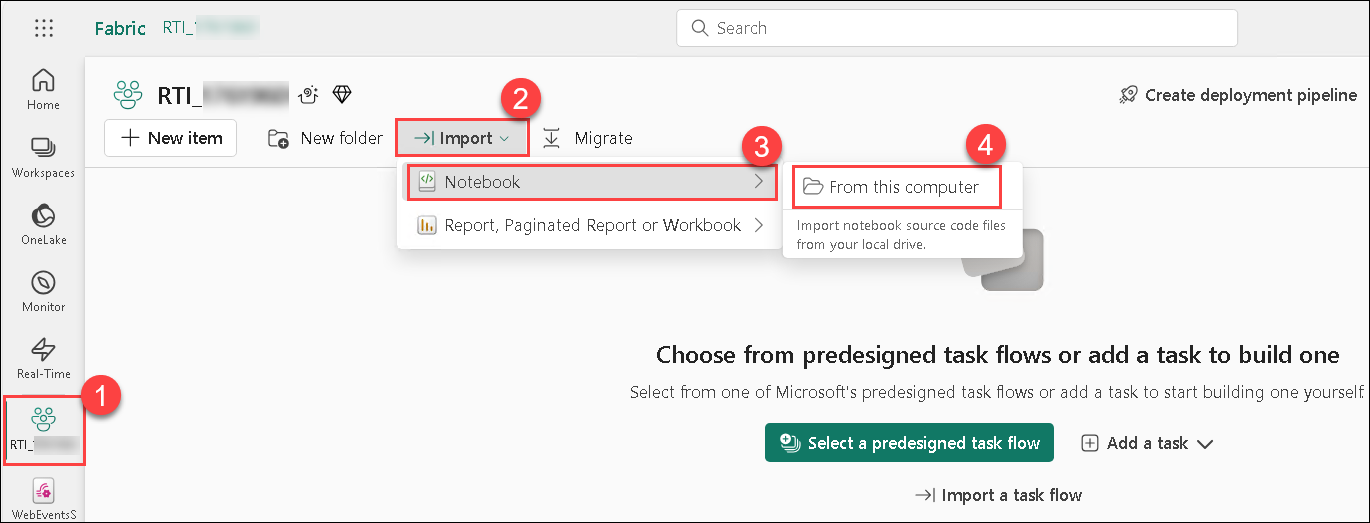 Fabric RTI_
Search
Home
Workspaces
OneLake
Monitor
Real-Time
1
RTI_
WebEventsS
RTI_
Create deployment pipeline
2
New item
New folder
Import
Migrate
3
Notebook
4
From this computer
Import notebook source code files
from your local drive.
Report, Paginated Report or Workbook
Choose from predesigned task flows or add a task to build one
Select from one of Microsoft's predesigned task flows or add a task to start building one yourself.
Select a predesigned task flow
Add a task
Import a task flow